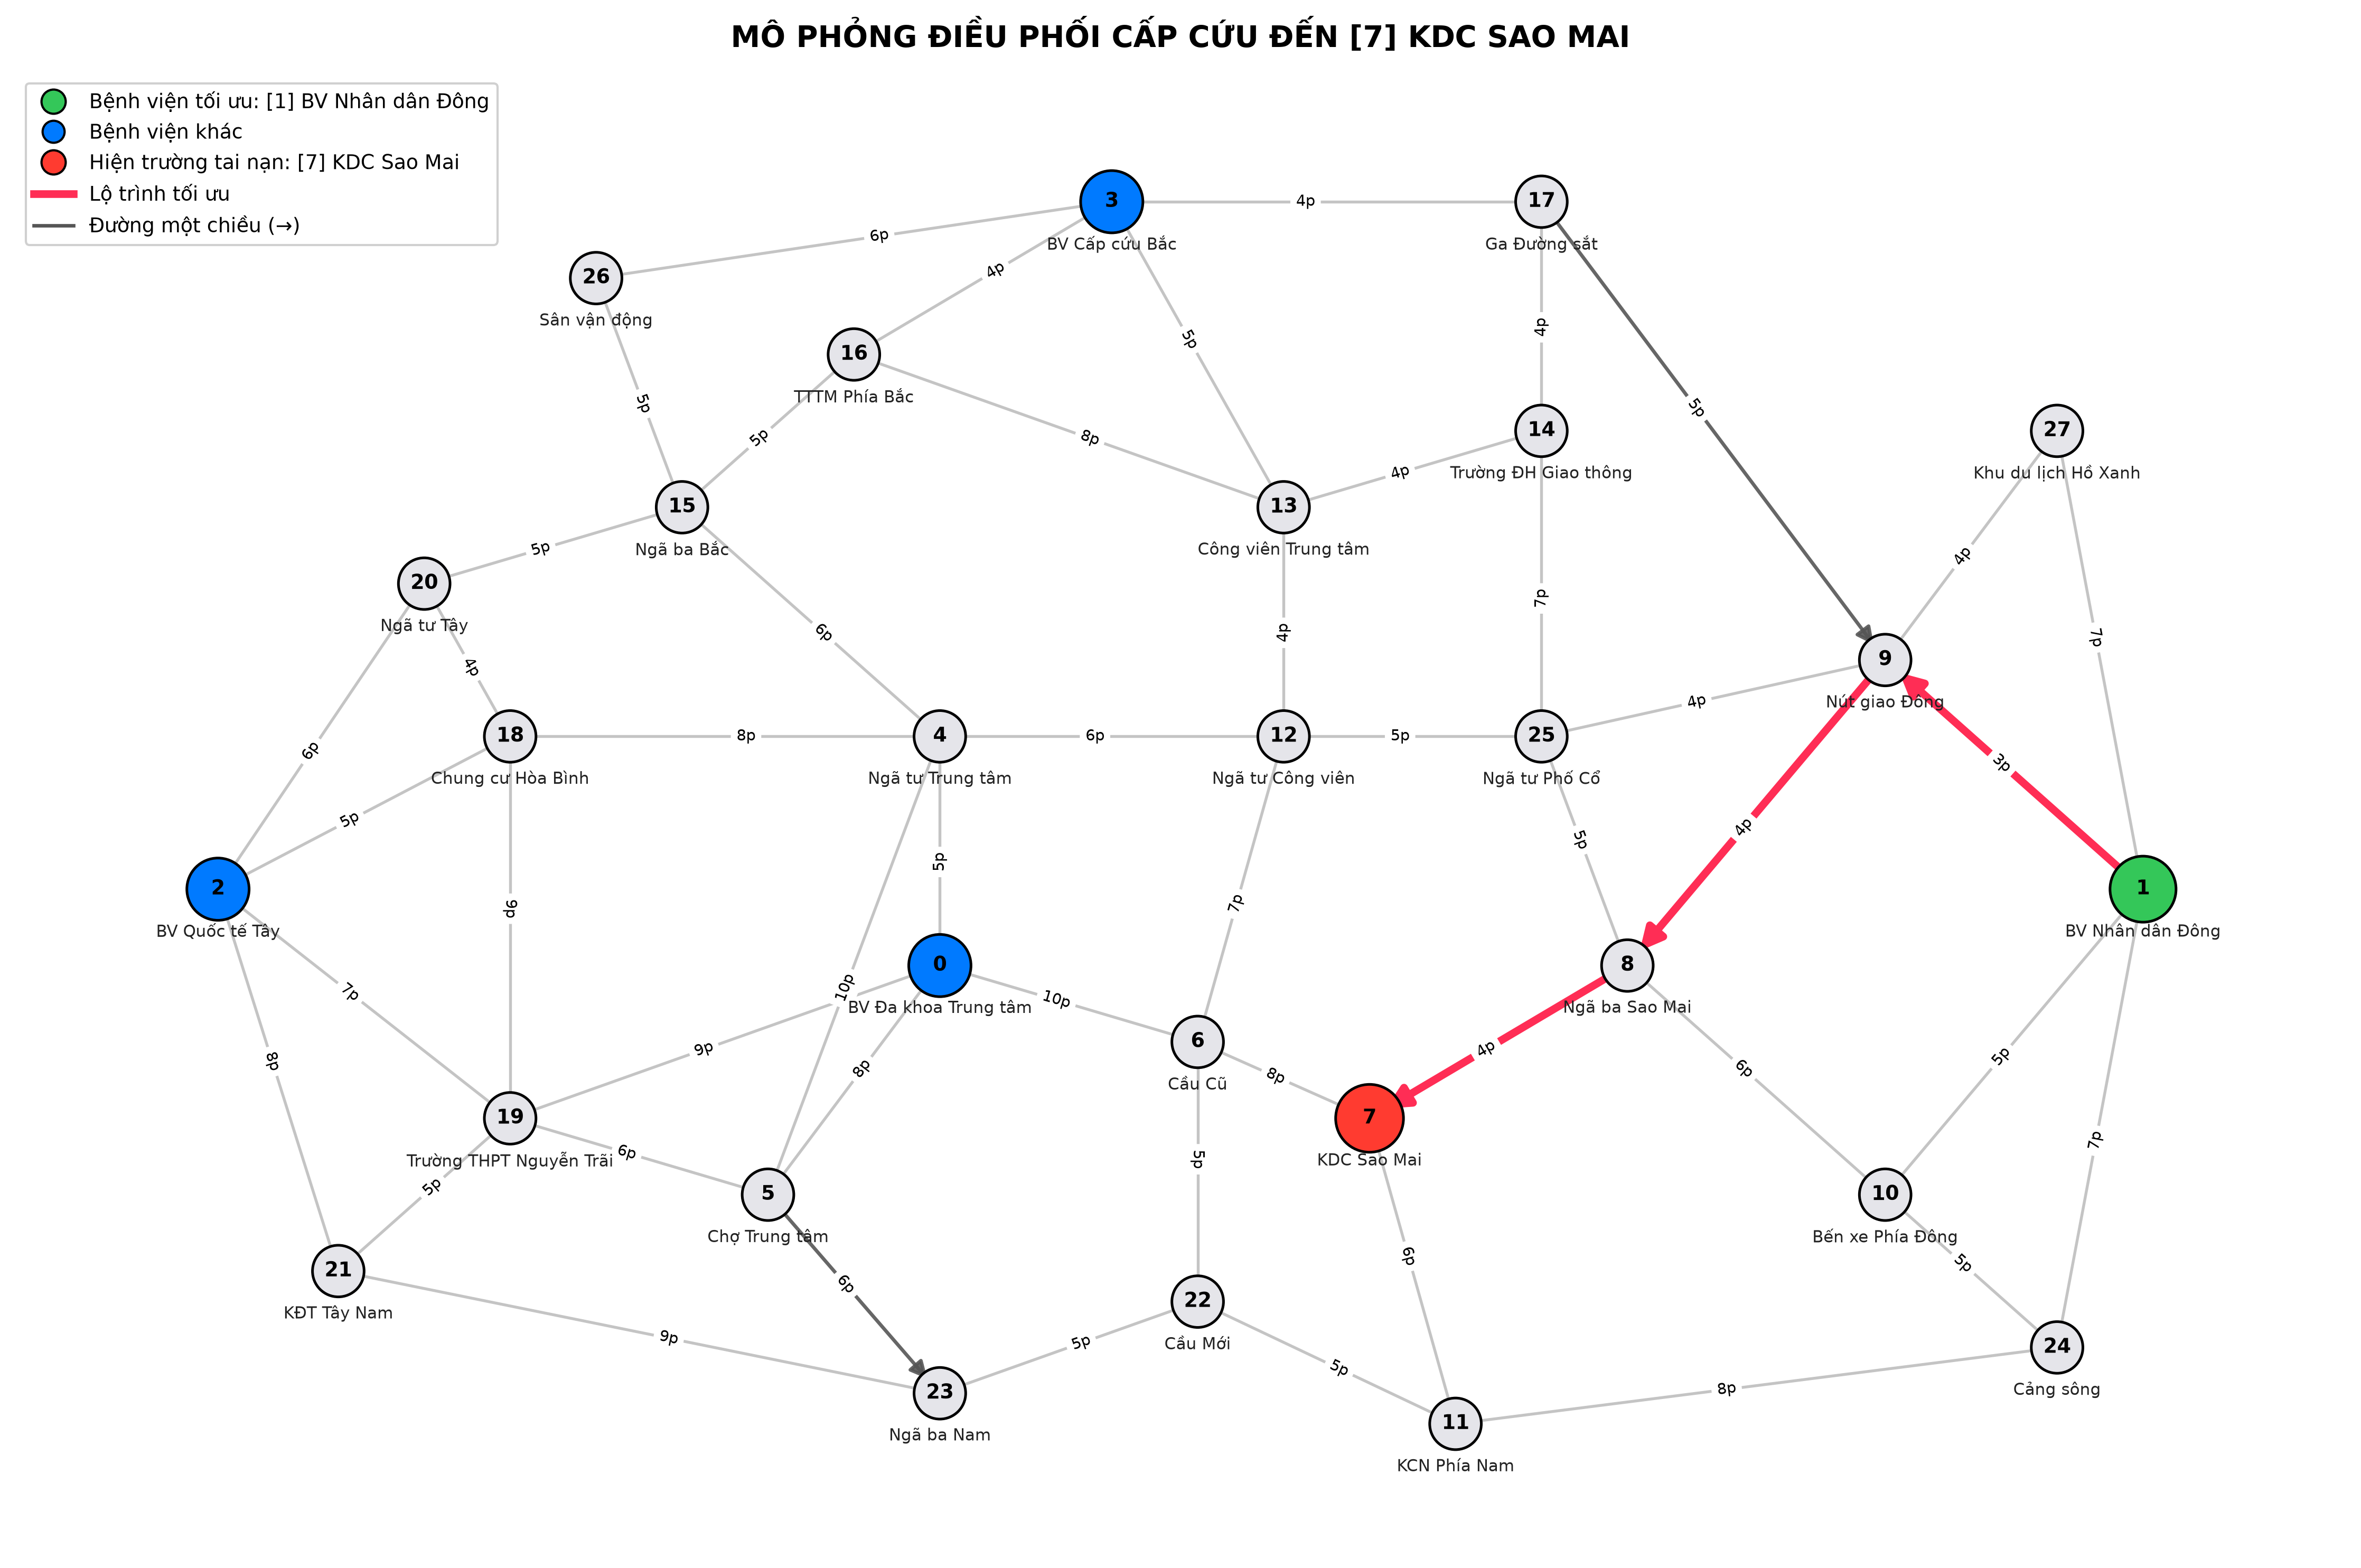 MÔ PHỎNG ĐIỀU PHỐI CẤP CỨU ĐẾN [7] KDC SAO MAI
Bệnh viện tối ưu: [1] BV Nhân dân Đông
Bệnh viện khác
Hiện trường tai nạn: [7] KDC Sao Mai
Lộ trình tối ưu
Đường một chiều (→)
3
4p
17
BV Cấp cứu Bắc
Ga Đường sắt
6p
26
4p
Sân vận động
4p
5p
16
TTTM Phía Bắc
5p
5p
14
27
5p
8p
4p
Trường ĐH Giao thông
Khu du lịch Hồ Xanh
15
13
Ngã ba Bắc
Công viên Trung tâm
5p
4p
20
7p
Ngã tư Tây
6p
4p
7p
9
4p
Nút giao Đông
4p
18
8p
4
6p
12
5p
25
6p
3p
Chung cư Hòa Bình
Ngã tư Trung tâm
Ngã tư Công viên
Ngã tư Phố Cổ
5p
4p
5p
5p
2
9p
7p
1
BV Quốc tế Tây
BV Nhân dân Đông
0
8
10p
7p
10p
BV Đa khoa Trung tâm
Ngã ba Sao Mai
6
9p
4p
8p
8p
8p
6p
5p
Cầu Cũ
19
7
6p
5p
7p
Trường THPT Nguyễn Trãi
KDC Sao Mai
5p
5
10
Chợ Trung tâm
Bến xe Phía Đông
21
6p
6p
5p
KĐT Tây Nam
22
9p
5p
Cầu Mới
5p
24
23
8p
Cảng sông
Ngã ba Nam
11
KCN Phía Nam